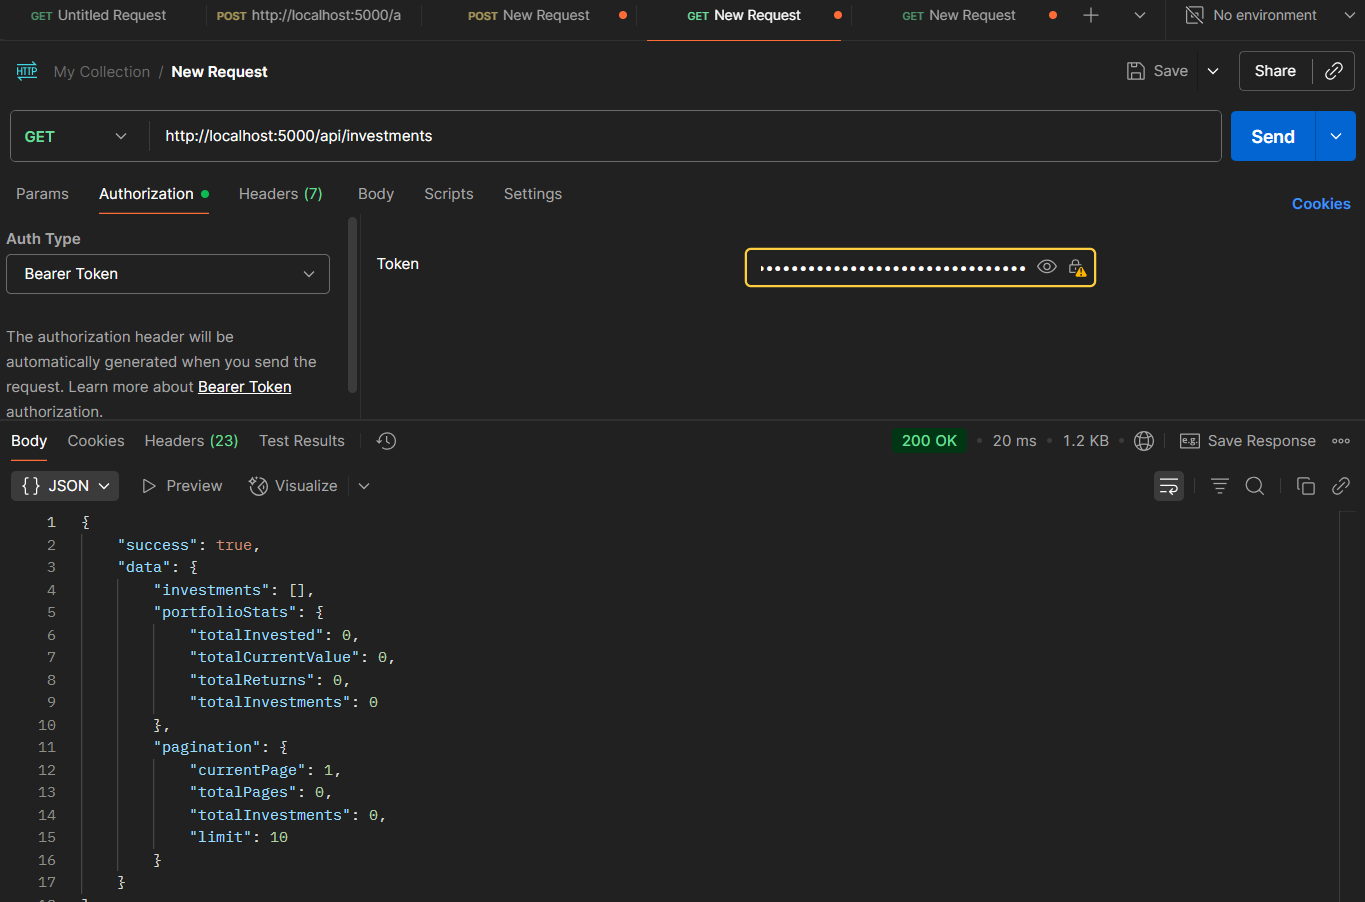 GET Untitled Request POST http://localhost:5000/a POST New Request GET New Request GET New Request No environment
HTTP My Collection / New Request Save Share
GET http://localhost:5000/api/investments Send
Params Authorization Headers (7) Body Scripts Settings Cookies
Auth Type
Bearer Token
Token
The authorization header will be
automatically generated when you send the
request. Learn more about Bearer Token
authorization.
Body Cookies Headers (23) Test Results 200 OK • 20 ms • 1.2 KB • e.g. Save Response
{} JSON Preview Visualize
1 {
2 "success": true,
3 "data": {
4 "investments": [],
5 "portfolioStats": {
6 "totalInvested": 0,
7 "totalCurrentValue": 0,
8 "totalReturns": 0,
9 "totalInvestments": 0
10 },
11 "pagination": {
12 "currentPage": 1,
13 "totalPages": 0,
14 "totalInvestments": 0,
15 "limit": 10
16 }
17 }